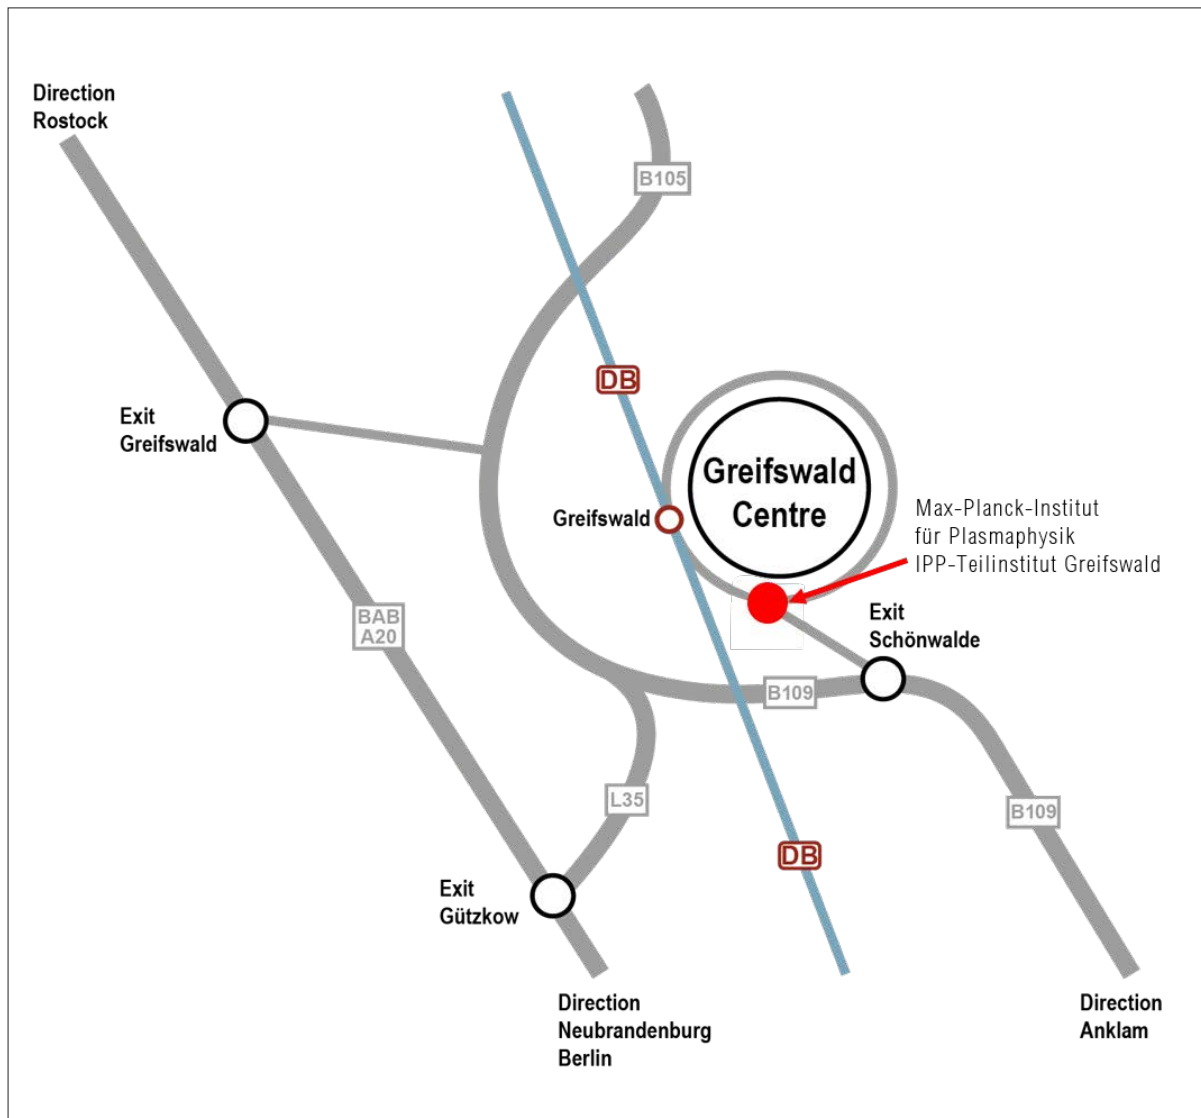 Direction
Rostock
B105
DB
Exit
Greifswald
Greifswald
Centre
Greifswald
Max-Planck-Institut
für Plasmaphysik
IPP-Teilinstitut Greifswald
BAB
A20
Exit
Schönwalde
B109
L35
B109
DB
Exit
Gützkow
Direction
Neubrandenburg
Berlin
Direction
Anklam